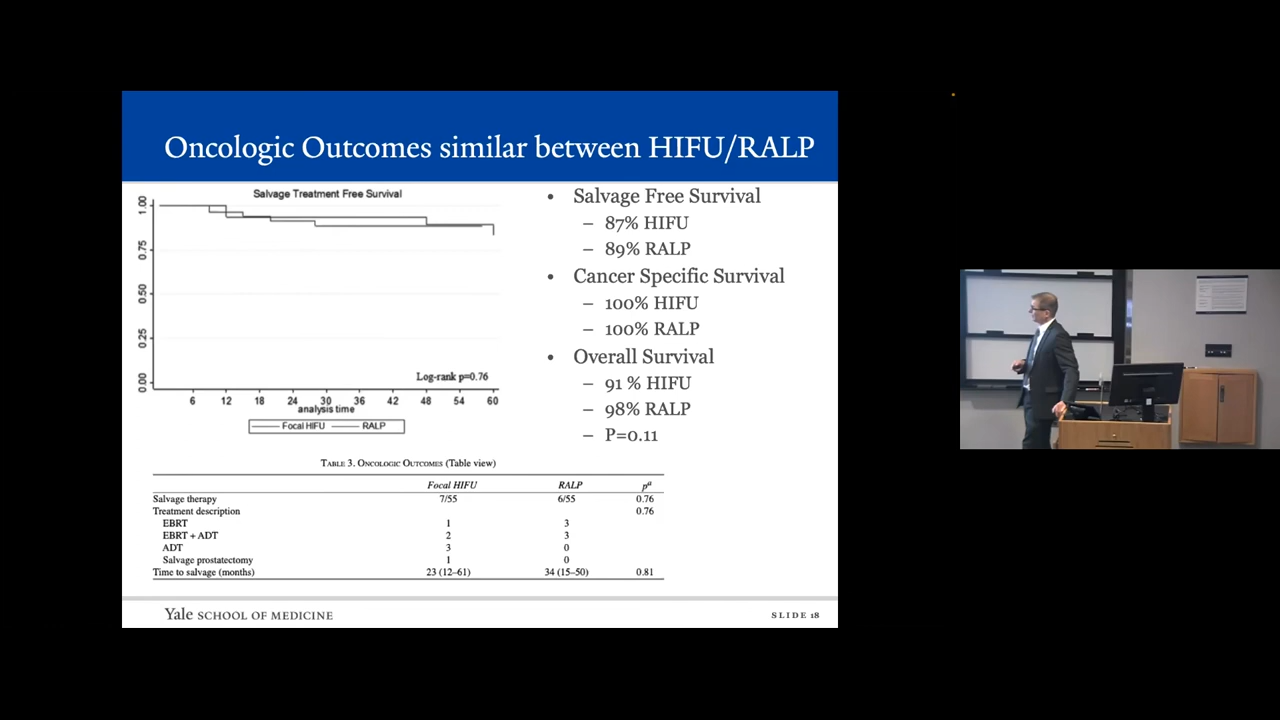 Oncologic Outcomes similar between HIFU/RALP
Salvage Treatment Free Survival
1.00
0.75
0.50
0.25
0.00
Log-rank p=0.76
6 12 18 24 30 36 42 48 54 60
analysis time
Focal HIFU RALP
• Salvage Free Survival
– 87% HIFU
– 89% RALP
• Cancer Specific Survival
– 100% HIFU
– 100% RALP
• Overall Survival
– 91 % HIFU
– 98% RALP
– P=0.11
Table 3. Oncologic Outcomes (Table view)
Focal HIFU RALP pᵃ
Salvage therapy 7/55 6/55 0.76
Treatment description 0.76
EBRT 1 3
EBRT + ADT 2 3
ADT 3 0
Salvage prostatectomy 1 0
Time to salvage (months) 23 (12–61) 34 (15–50) 0.81
Yale SCHOOL OF MEDICINE
SLIDE 18